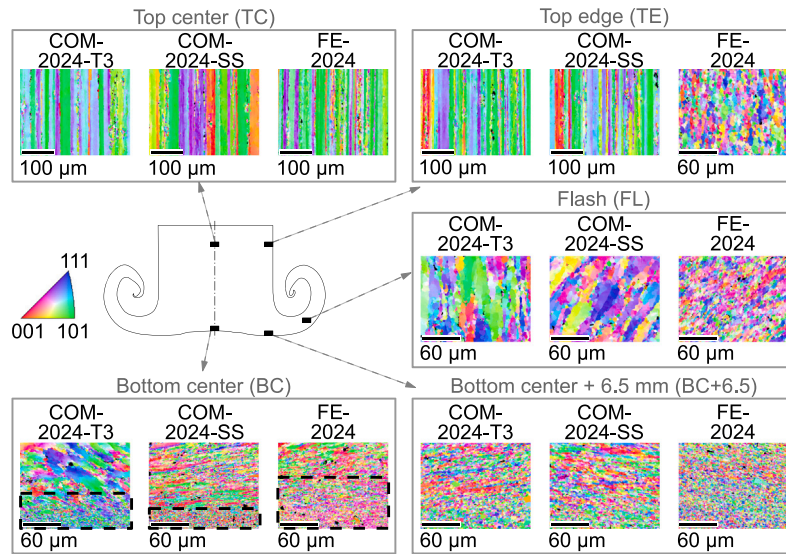 Top center (TC)
COM-
2024-T3
COM-
2024-SS
FE-
2024
100 µm
100 µm
100 µm
Top edge (TE)
COM-
2024-T3
COM-
2024-SS
FE-
2024
100 µm
100 µm
60 µm
111
001
101
Flash (FL)
COM-
2024-T3
COM-
2024-SS
FE-
2024
60 µm
60 µm
60 µm
Bottom center (BC)
COM-
2024-T3
COM-
2024-SS
FE-
2024
60 µm
60 µm
60 µm
Bottom center + 6.5 mm (BC+6.5)
COM-
2024-T3
COM-
2024-SS
FE-
2024
60 µm
60 µm
60 µm